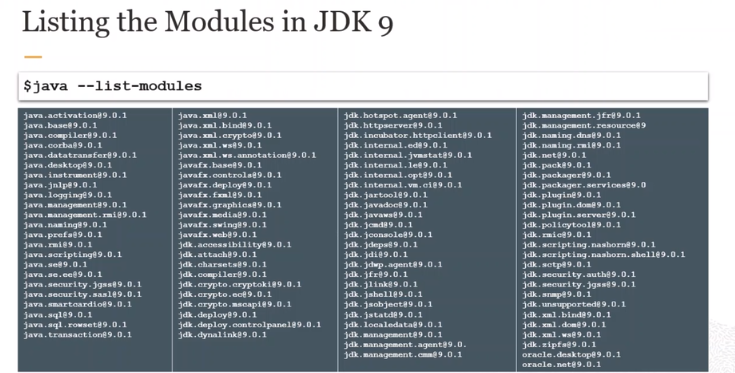 Listing the Modules in JDK 9
$java --list-modules
java.activation@9.0.1
java.base@9.0.1
java.compiler@9.0.1
java.corba@9.0.1
java.datatransfer@9.0.1
java.desktop@9.0.1
java.instrument@9.0.1
java.jnlp@9.0.1
java.logging@9.0.1
java.management@9.0.1
java.management.rmi@9.0.1
java.naming@9.0.1
java.prefs@9.0.1
java.rmi@9.0.1
java.scripting@9.0.1
java.se@9.0.1
java.se.ee@9.0.1
java.security.jgss@9.0.1
java.security.sasl@9.0.1
java.smartcardio@9.0.1
java.sql@9.0.1
java.sql.rowset@9.0.1
java.transaction@9.0.1
java.xml@9.0.1
java.xml.bind@9.0.1
java.xml.crypto@9.0.1
java.xml.ws@9.0.1
java.xml.ws.annotation@9.0.1
javafx.base@9.0.1
javafx.controls@9.0.1
javafx.deploy@9.0.1
javafx.fxml@9.0.1
javafx.graphics@9.0.1
javafx.media@9.0.1
javafx.swing@9.0.1
javafx.web@9.0.1
jdk.accessibility@9.0.1
jdk.attach@9.0.1
jdk.charsets@9.0.1
jdk.compiler@9.0.1
jdk.crypto.cryptoki@9.0.1
jdk.crypto.ec@9.0.1
jdk.crypto.mscapi@9.0.1
jdk.deploy@9.0.1
jdk.deploy.controlpanel@9.0.1
jdk.dynalink@9.0.1
jdk.hotspot.agent@9.0.1
jdk.httpserver@9.0.1
jdk.incubator.httpclient@9.0.1
jdk.internal.ed@9.0.1
jdk.internal.jvmstat@9.0.1
jdk.internal.le@9.0.1
jdk.internal.opt@9.0.1
jdk.internal.vm.ci@9.0.1
jdk.jartool@9.0.1
jdk.javadoc@9.0.1
jdk.javaws@9.0.1
jdk.jcmd@9.0.1
jdk.jconsole@9.0.1
jdk.jdeps@9.0.1
jdk.jdi@9.0.1
jdk.jdwp.agent@9.0.1
jdk.jfr@9.0.1
jdk.jlink@9.0.1
jdk.jshell@9.0.1
jdk.jsobject@9.0.1
jdk.jstatd@9.0.1
jdk.localedata@9.0.1
jdk.management@9.0.1
jdk.management.agent@9.0.
jdk.management.cmm@9.0.1
jdk.management.jfr@9.0.1
jdk.management.resource@9
jdk.naming.dns@9.0.1
jdk.naming.rmi@9.0.1
jdk.net@9.0.1
jdk.pack@9.0.1
jdk.packager@9.0.1
jdk.packager.services@9.0
jdk.plugin@9.0.1
jdk.plugin.dom@9.0.1
jdk.plugin.server@9.0.1
jdk.policytool@9.0.1
jdk.rmic@9.0.1
jdk.scripting.nashorn@9.0.1
jdk.scripting.nashorn.shell@9.0.1
jdk.sctp@9.0.1
jdk.security.auth@9.0.1
jdk.security.jgss@9.0.1
jdk.snmp@9.0.1
jdk.unsupported@9.0.1
jdk.xml.bind@9.0.1
jdk.xml.dom@9.0.1
jdk.xml.ws@9.0.1
jdk.zipfs@9.0.1
oracle.desktop@9.0.1
oracle.net@9.0.1